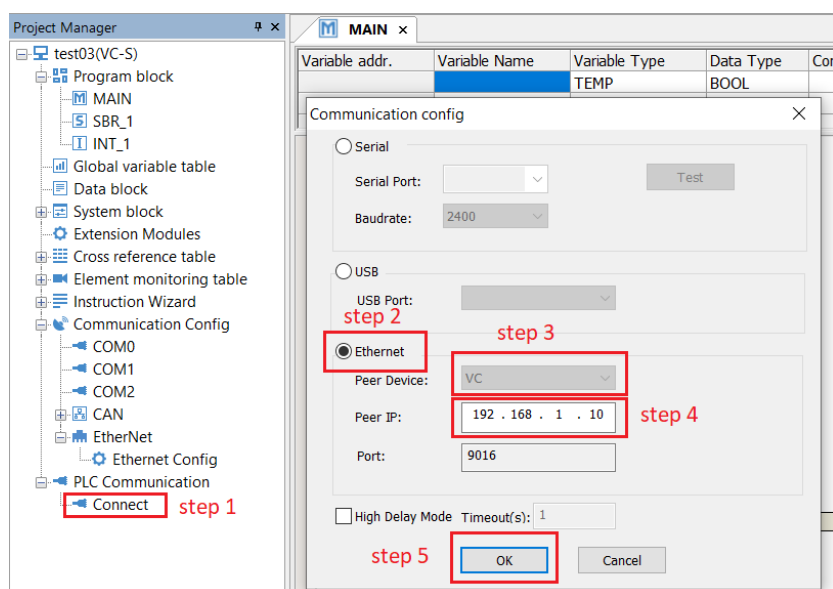 Project Manager
test03(VC-S)
Program block
MAIN
SBR_1
INT_1
Global variable table
Data block
System block
Extension Modules
Cross reference table
Element monitoring table
Instruction Wizard
Communication Config
COM0
COM1
COM2
CAN
EtherNet
Ethernet Config
PLC Communication
Connect
step 1
MAIN
Variable addr. Variable Name Variable Type Data Type Con
TEMP BOOL
Communication config
Serial
Serial Port:
Test
Baudrate: 2400
USB
USB Port:
step 2
step 3
Ethernet
Peer Device: VC
Peer IP: 192 . 168 . 1 . 10
step 4
Port: 9016
High Delay Mode Timeout(s): 1
step 5
OK Cancel